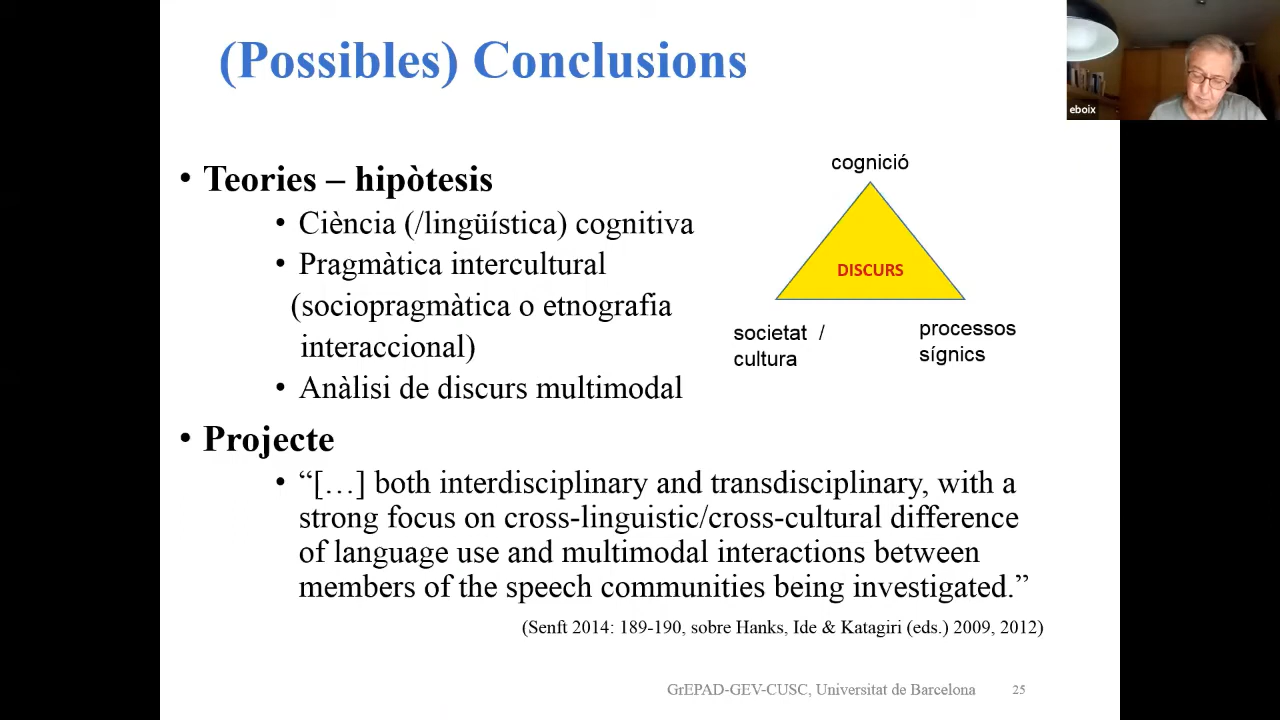 (Possibles) Conclusions
eboix
• Teories – hipòtesis
• Ciència (/lingüística) cognitiva
• Pragmàtica intercultural
(sociopragmàtica o etnografia
interaccional)
• Anàlisi de discurs multimodal
cognició
DISCURS
societat /
cultura
processos
sígnics
• Projecte
• “[…] both interdisciplinary and transdisciplinary, with a
strong focus on cross-linguistic/cross-cultural difference
of language use and multimodal interactions between
members of the speech communities being investigated.”
(Senft 2014: 189-190, sobre Hanks, Ide & Katagiri (eds.) 2009, 2012)
GrEPAD-GEV-CUSC, Universitat de Barcelona 25